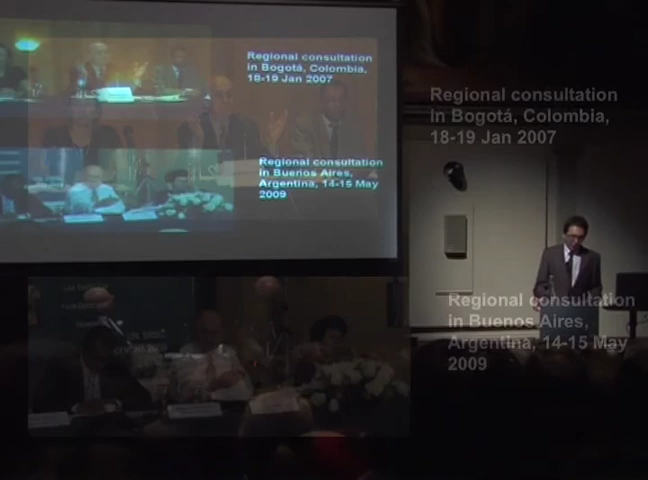 Regional consultation
in Bogotá, Colombia,
18-19 Jan 2007
Regional consultation
in Buenos Aires,
Argentina, 14-15 May
2009
Regional consultation
in Bogotá, Colombia,
18-19 Jan 2007
Regional consultation
in Buenos Aires,
Argentina, 14-15 May
2009